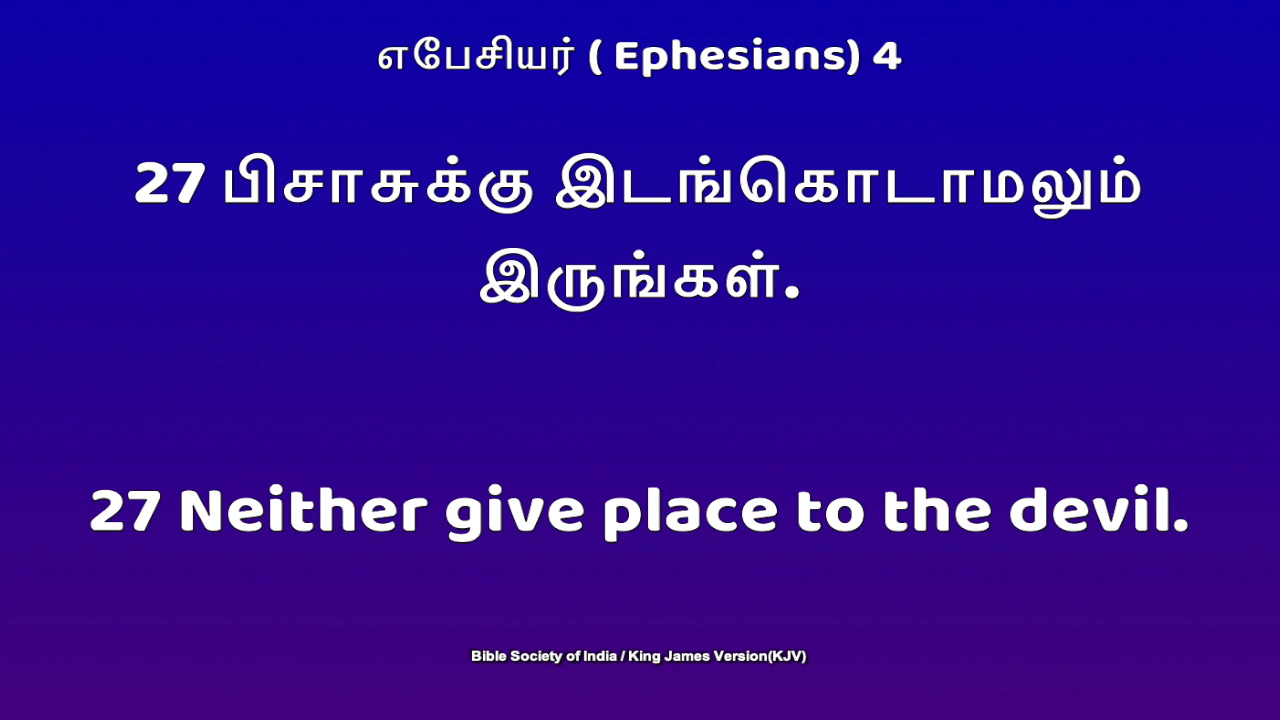 எபேசியர் ( Ephesians) 4
27 பிசாசுக்கு இடங்கொடாமலும்
இருங்கள்.
27 Neither give place to the devil.
Bible Society of India / King James Version(KJV)